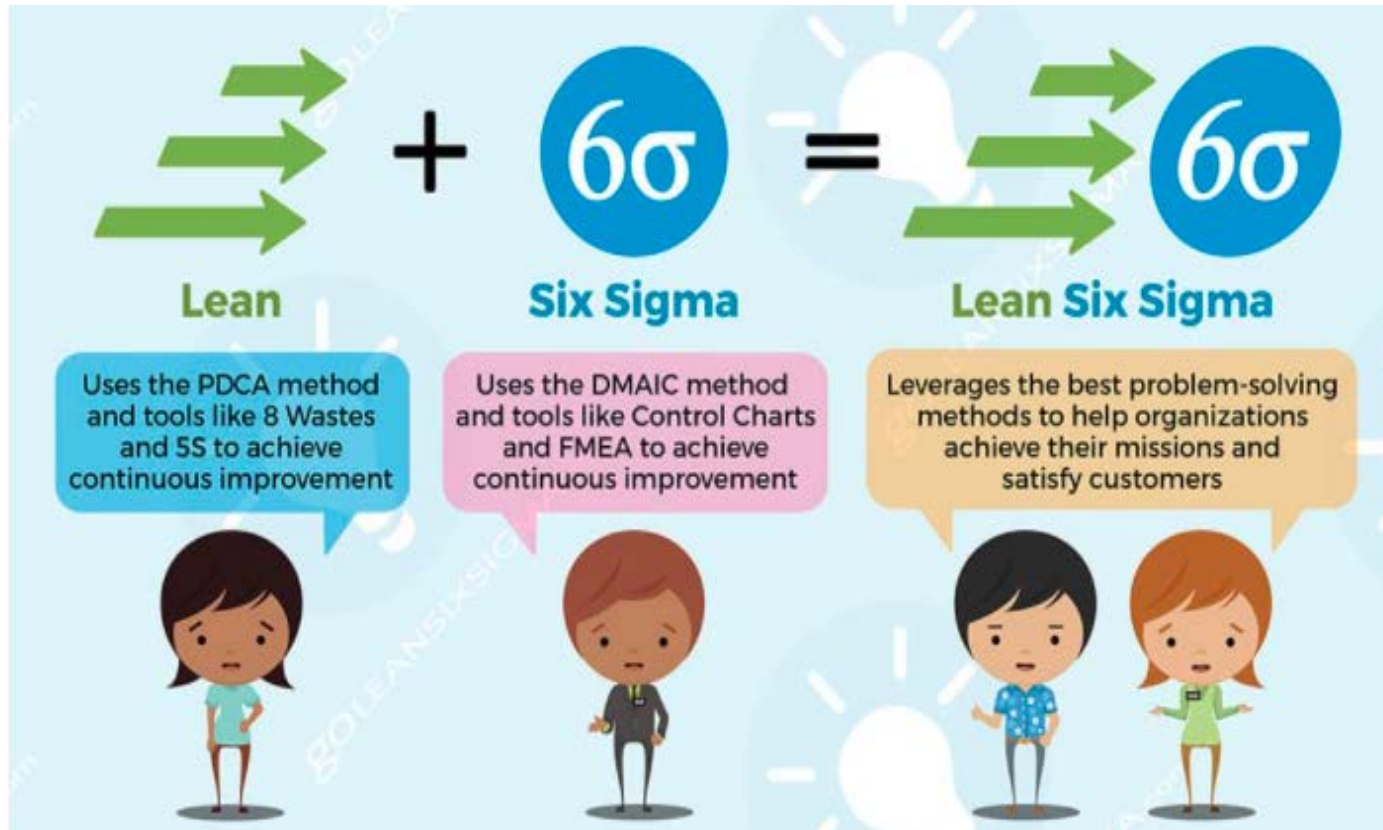 6σ
6σ
Lean
Six Sigma
Lean Six Sigma
Uses the PDCA method
and tools like 8 Wastes
and 5S to achieve
continuous improvement
Uses the DMAIC method
and tools like Control Charts
and FMEA to achieve
continuous improvement
Leverages the best problem-solving
methods to help organizations
achieve their missions and
satisfy customers
goLEANSIXSIG